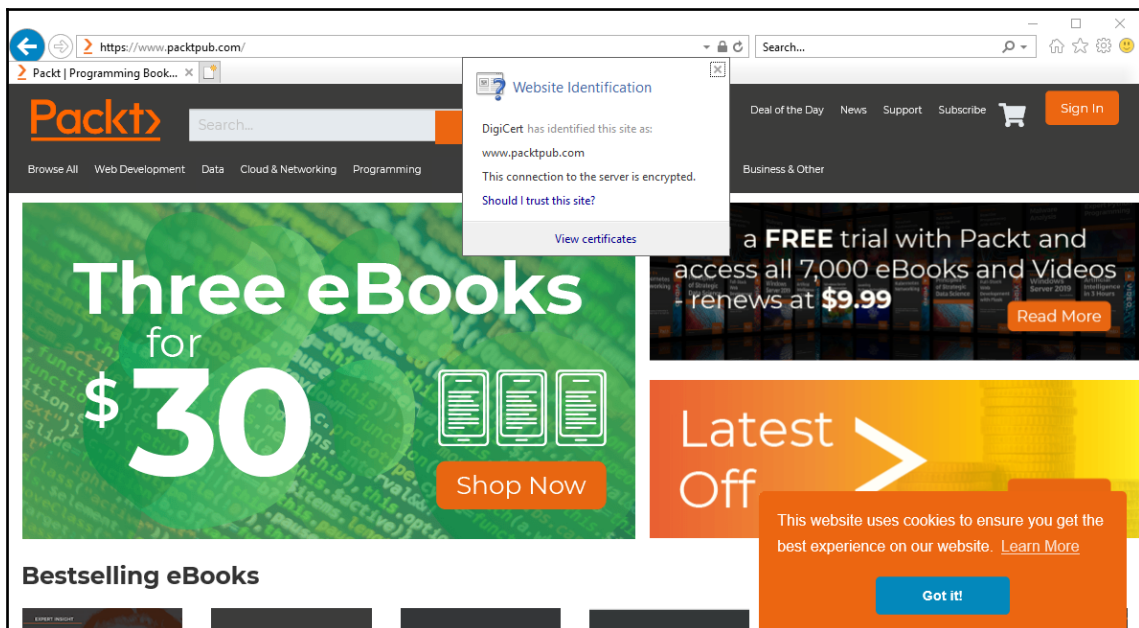 https://www.packtpub.com/
Search...
Packt | Programming Book...
Website Identification
DigiCert has identified this site as:
www.packtpub.com
This connection to the server is encrypted.
Should I trust this site?
View certificates
Packt>
Search...
Deal of the Day News Support Subscribe
Sign In
Browse All Web Development Data Cloud & Networking Programming
Business & Other
Three eBooks
for
$30
Shop Now
a FREE trial with Packt and
access all 7,000 eBooks and Videos
- renews at $9.99
Read More
Latest
Off
This website uses cookies to ensure you get the
best experience on our website. Learn More
Got it!
Bestselling eBooks
EXPERT INSIGHT